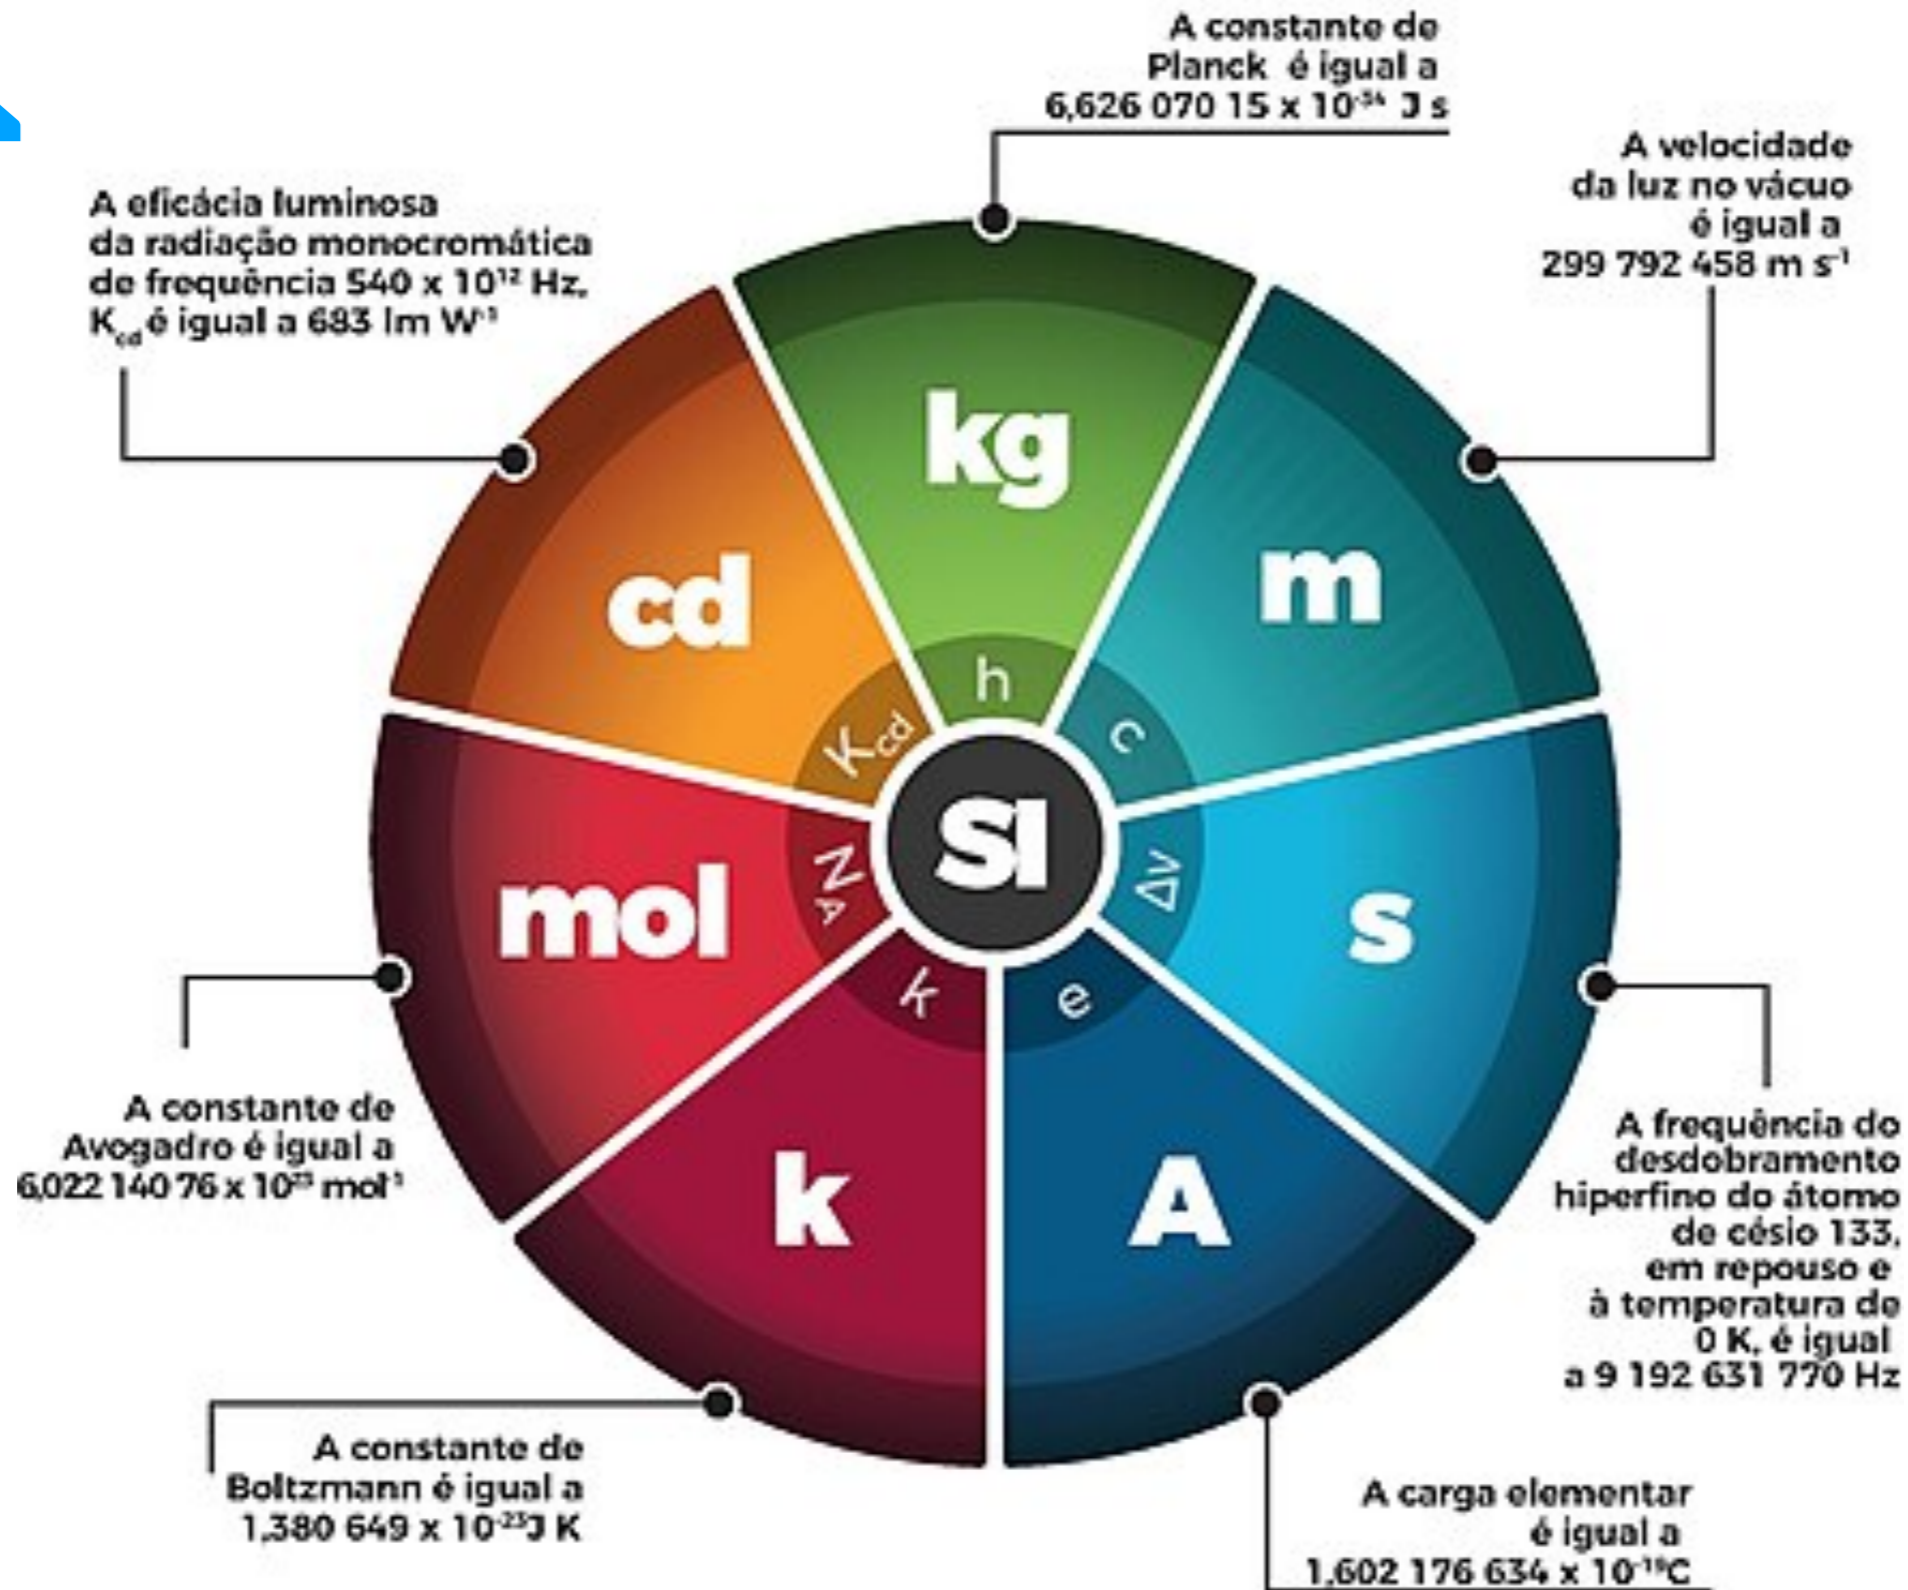 A constante de
Planck é igual a
6,626 070 15 x 10⁻³⁴ J s
A velocidade
da luz no vácuo
é igual a
299 792 458 m s⁻¹
A eficácia luminosa
da radiação monocromática
de frequência 540 x 10¹² Hz,
K_cd é igual a 683 lm W⁻¹
kg
m
cd
h
c
K_cd
SI
Δν
N_A
mol
s
k
e
k
A
A constante de
Avogadro é igual a
6,022 140 76 x 10²³ mol⁻¹
A frequência do
desdobramento
hiperfino do átomo
de césio 133,
em repouso e
à temperatura de
0 K, é igual
a 9 192 631 770 Hz
A constante de
Boltzmann é igual a
1,380 649 x 10⁻²³J K
A carga elementar
é igual a
1,602 176 634 x 10⁻¹⁹C